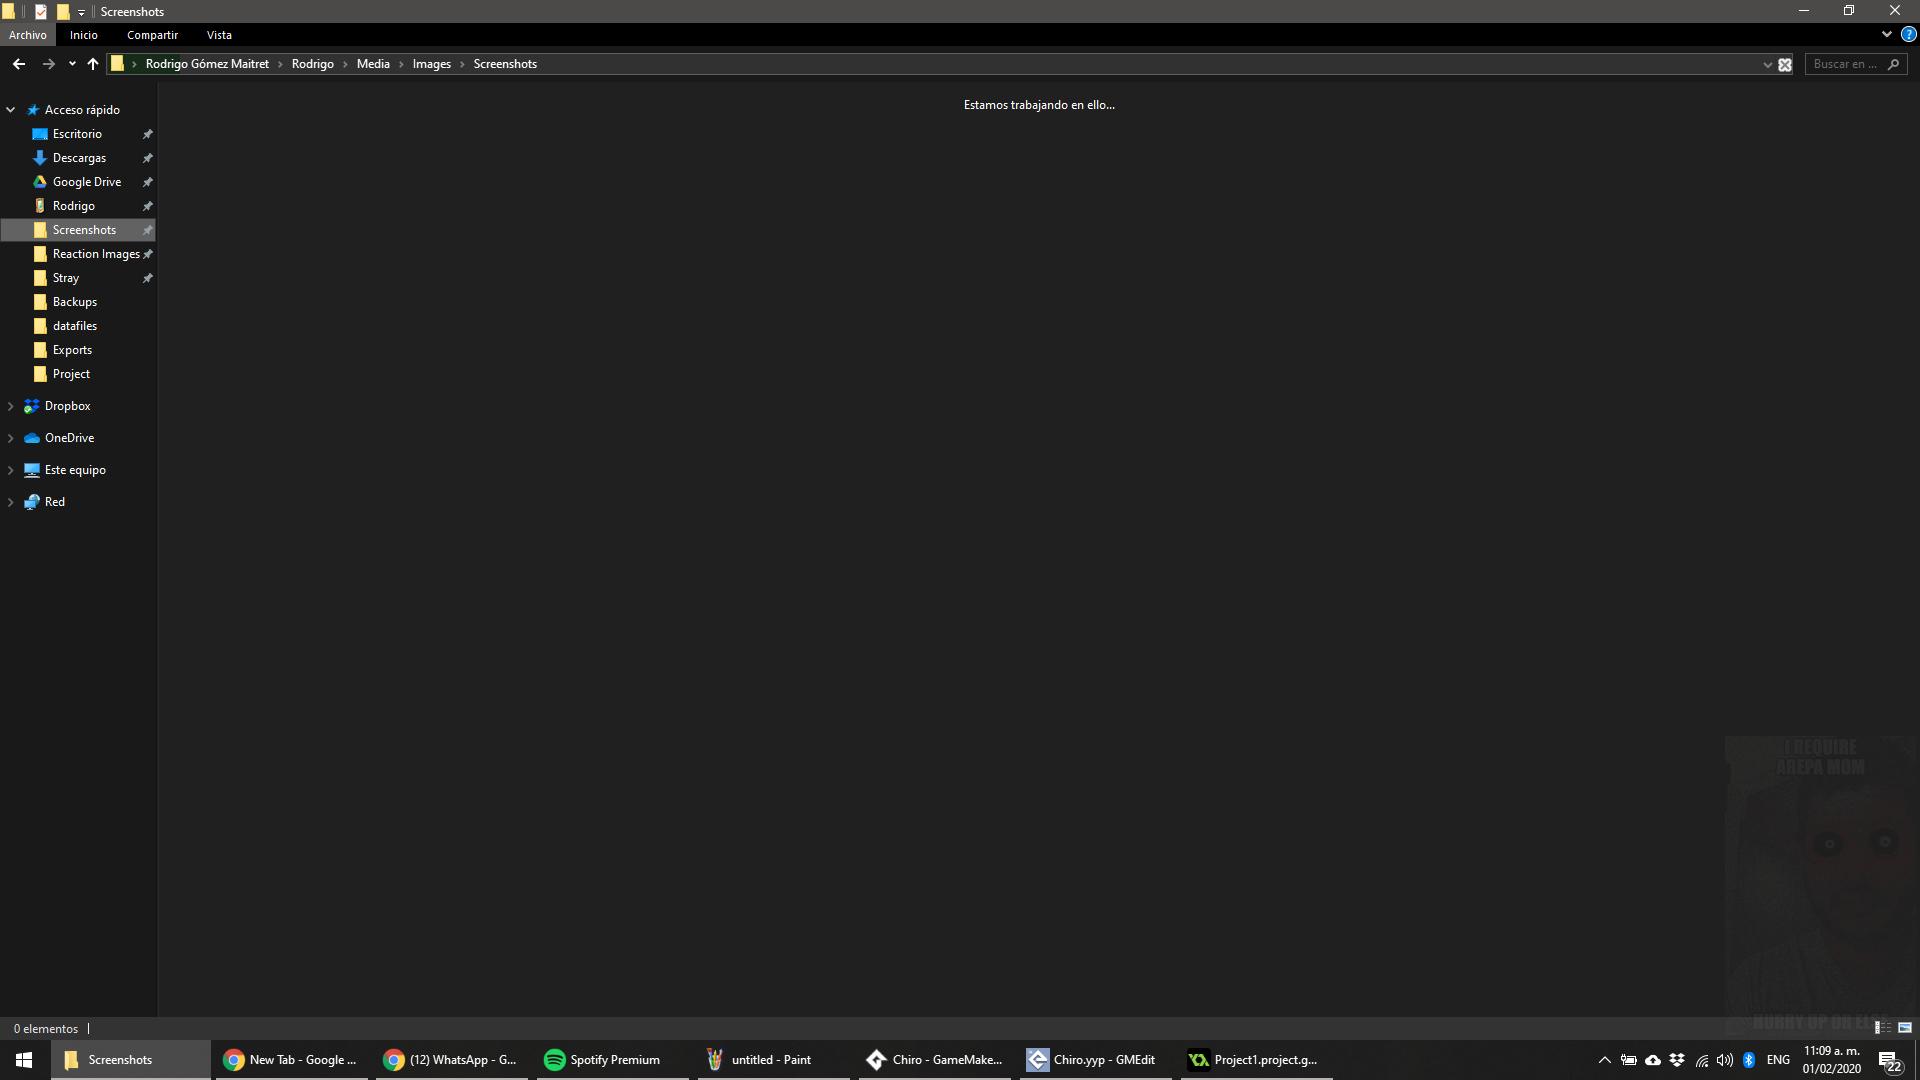 Screenshots
Archivo Inicio Compartir Vista
Rodrigo Gómez Maitret > Rodrigo > Media > Images > Screenshots
Buscar en ...
Estamos trabajando en ello...
Acceso rápido
Escritorio
Descargas
Google Drive
Rodrigo
Screenshots
Reaction Images
Stray
Backups
datafiles
Exports
Project
Dropbox
OneDrive
Este equipo
Red
I REQUIRE
AREPA MOM
HURRY UP OR ELSE
0 elementos
Screenshots
New Tab - Google ...
(12) WhatsApp - G...
Spotify Premium
untitled - Paint
Chiro - GameMake...
Chiro.yyp - GMEdit
Project1.project.g...
ENG
11:09 a. m.
01/02/2020
22